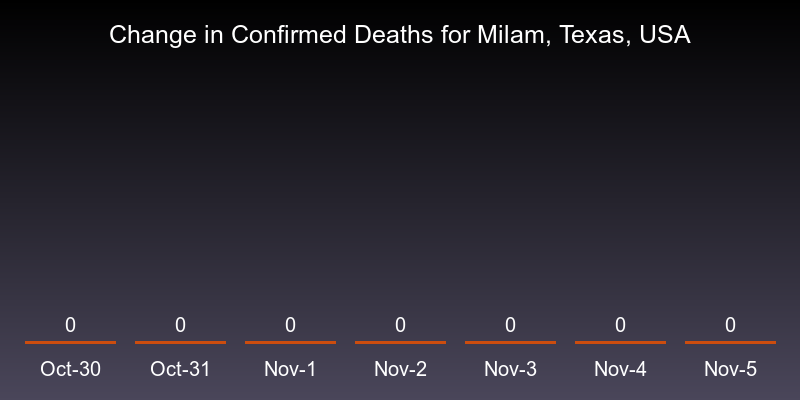 Change in Confirmed Deaths for Milam, Texas, USA
0 0 0 0 0 0 0
Oct-30 Oct-31 Nov-1 Nov-2 Nov-3 Nov-4 Nov-5